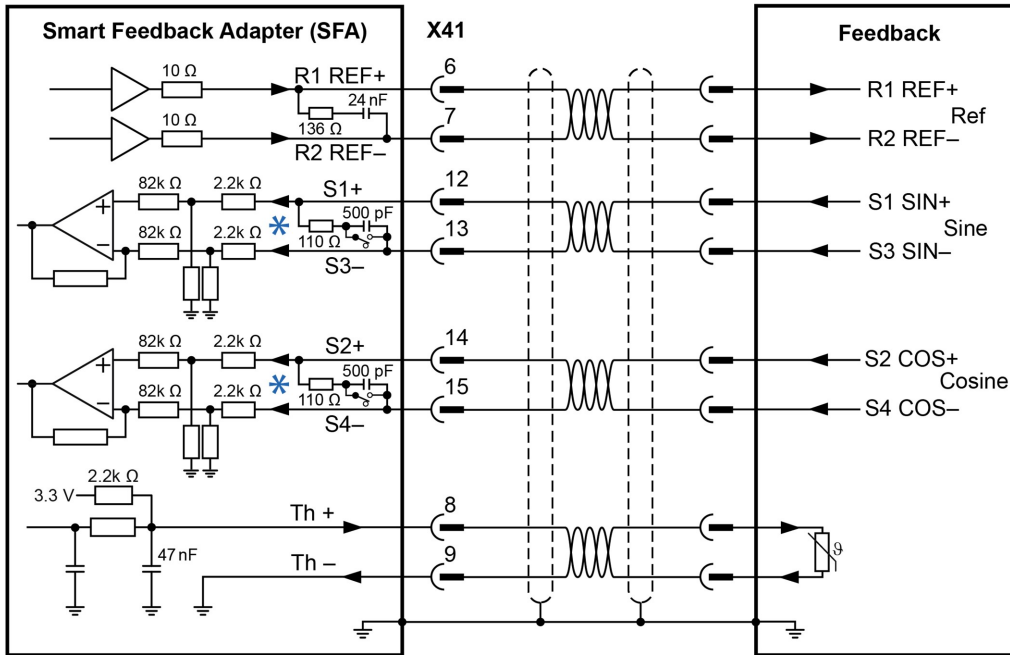 Smart Feedback Adapter (SFA)
X41
Feedback
10 Ω
R1 REF+
6
R1 REF+
24 nF
136 Ω
Ref
10 Ω
R2 REF–
7
R2 REF–
82k Ω
2.2k Ω
S1+
12
S1 SIN+
+
*
500 pF
110 Ω
Sine
–
82k Ω
2.2k Ω
S3–
13
S3 SIN–
82k Ω
2.2k Ω
S2+
14
S2 COS+
+
*
500 pF
110 Ω
Cosine
–
82k Ω
2.2k Ω
S4–
15
S4 COS–
2.2k Ω
3.3 V
Th +
8
47 nF
Th –
9
ϑ